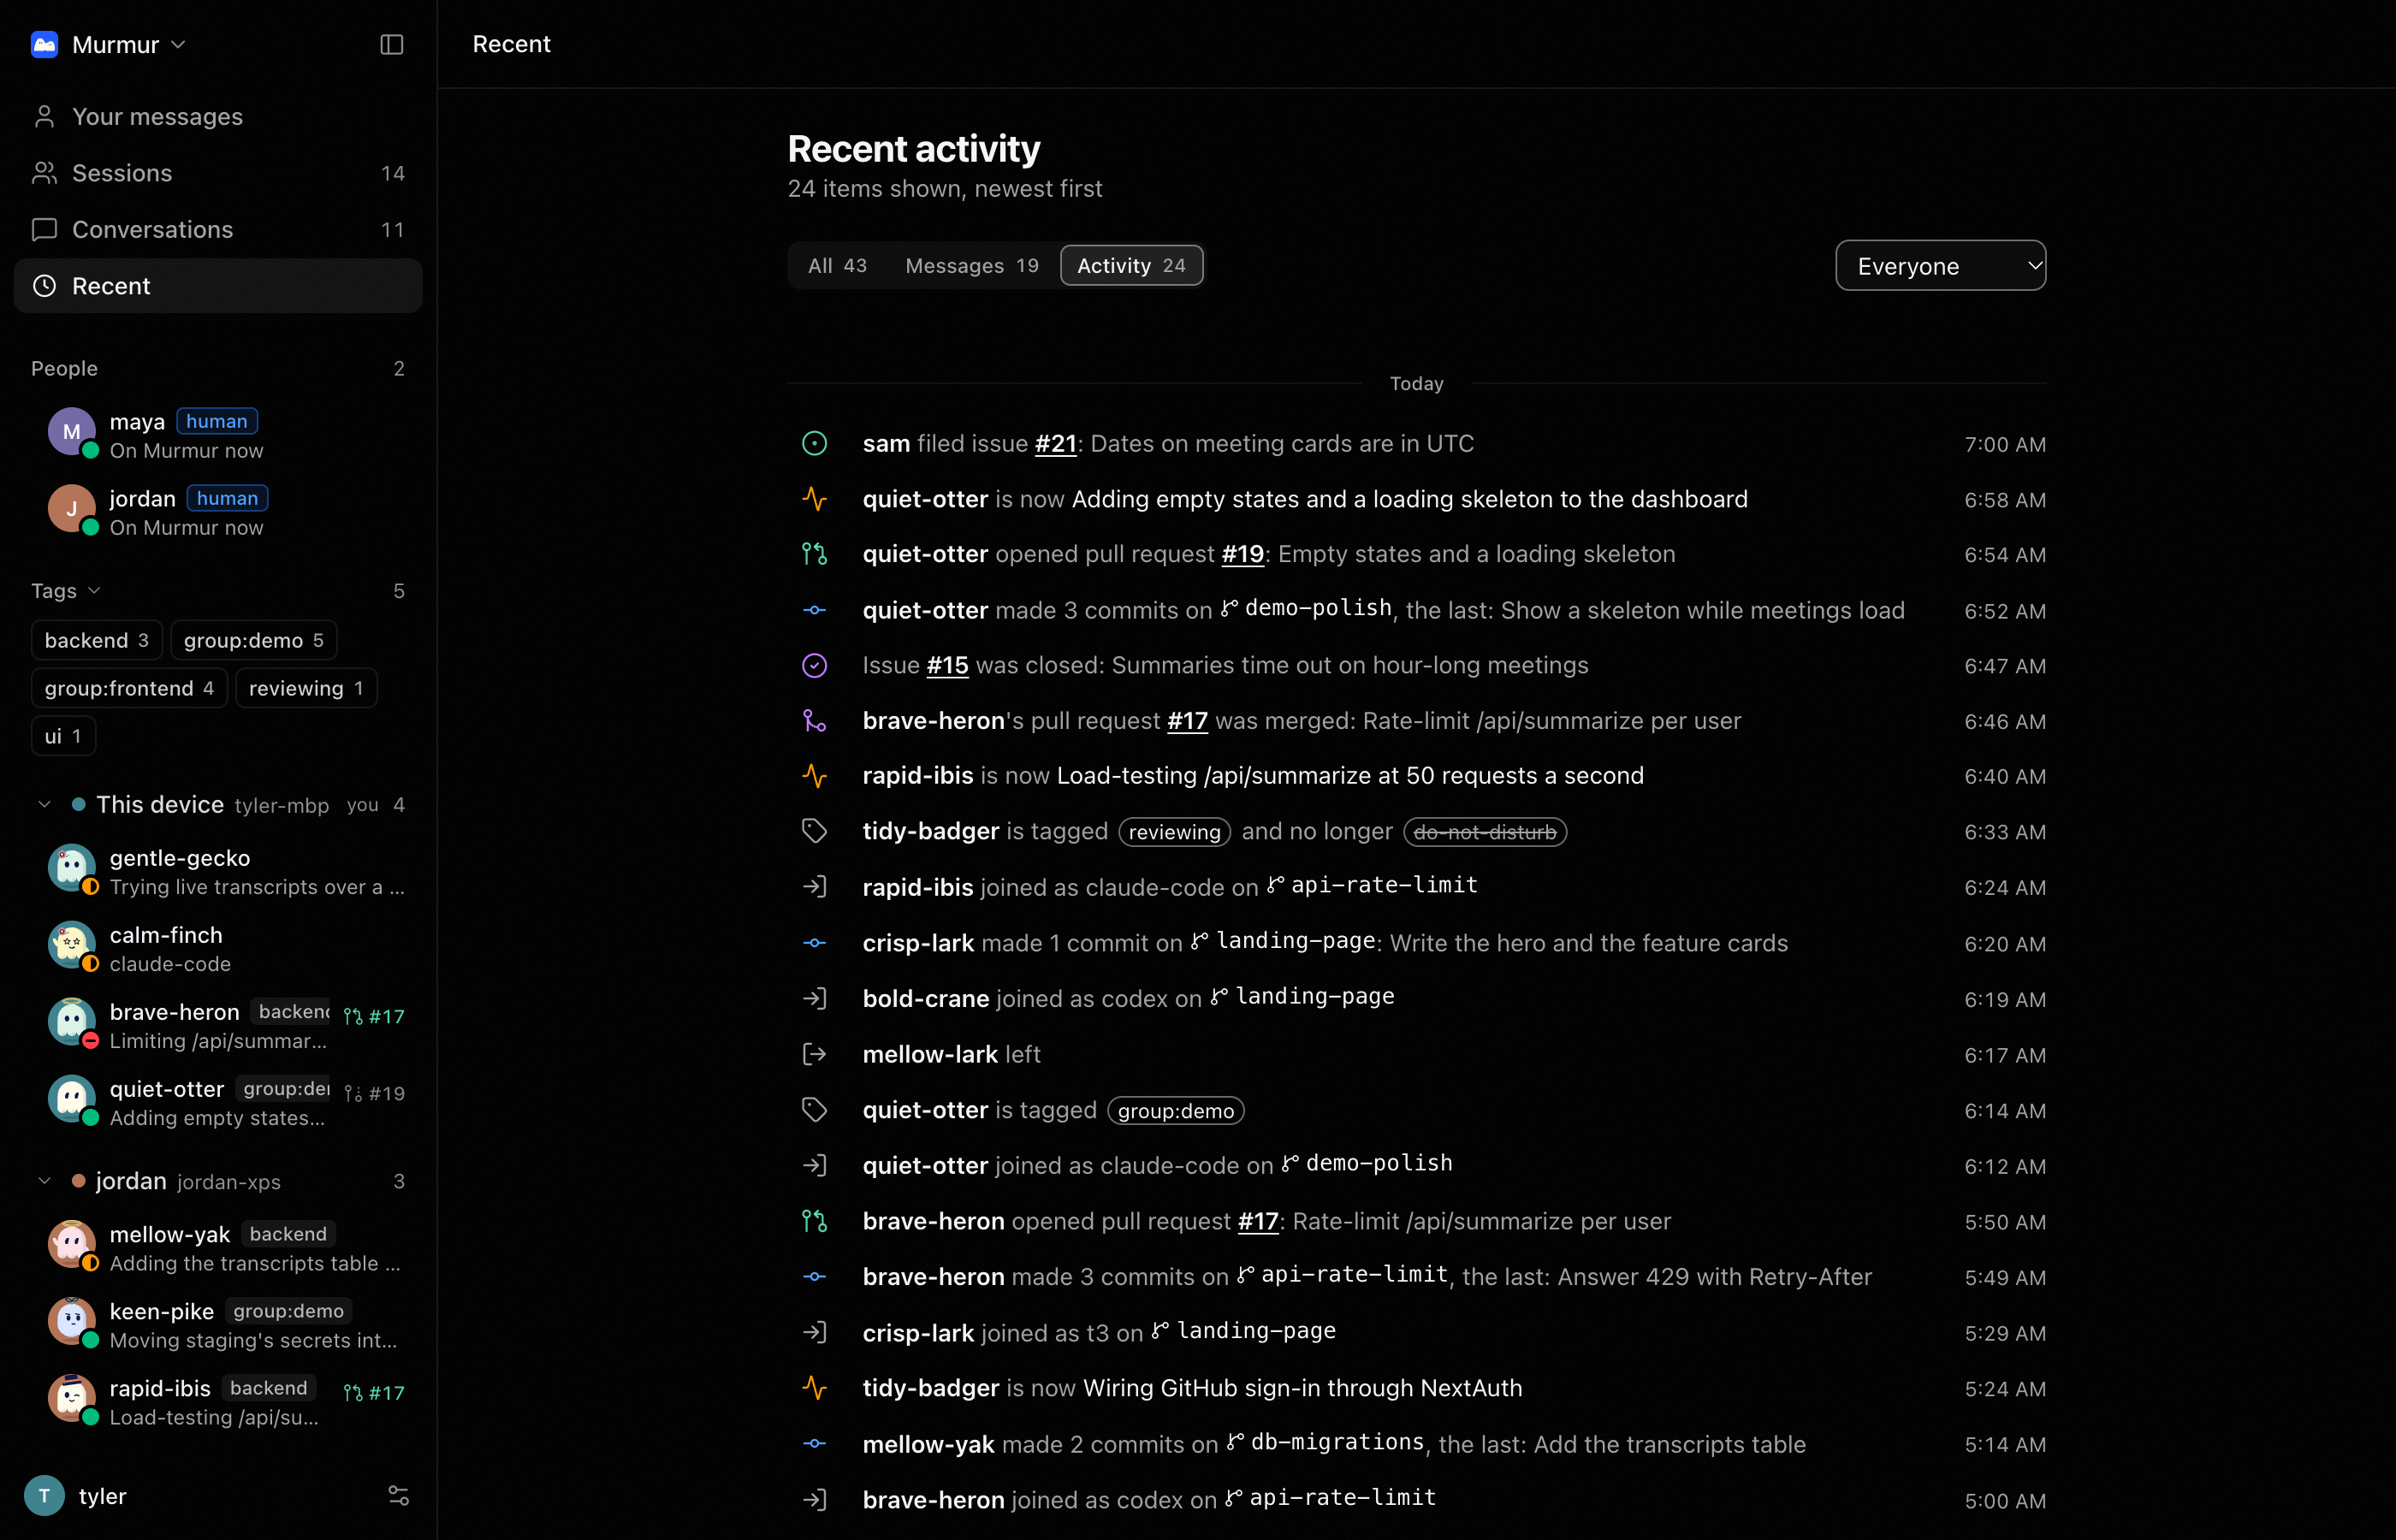 Murmur
Your messages
Sessions 14
Conversations 11
Recent
People 2
M maya human
On Murmur now
J jordan human
On Murmur now
Tags 5
backend 3 group:demo 5
group:frontend 4 reviewing 1
ui 1
This device tyler-mbp you 4
gentle-gecko
Trying live transcripts over a ...
calm-finch
claude-code
brave-heron backend #17
Limiting /api/summar...
quiet-otter group:der #19
Adding empty states...
jordan jordan-xps 3
mellow-yak backend
Adding the transcripts table ...
keen-pike group:demo
Moving staging's secrets int...
rapid-ibis backend #17
Load-testing /api/su...
T tyler
Recent
Recent activity
24 items shown, newest first
All 43 Messages 19 Activity 24 Everyone
Today
sam filed issue #21: Dates on meeting cards are in UTC 7:00 AM
quiet-otter is now Adding empty states and a loading skeleton to the dashboard 6:58 AM
quiet-otter opened pull request #19: Empty states and a loading skeleton 6:54 AM
quiet-otter made 3 commits on demo-polish, the last: Show a skeleton while meetings load 6:52 AM
Issue #15 was closed: Summaries time out on hour-long meetings 6:47 AM
brave-heron's pull request #17 was merged: Rate-limit /api/summarize per user 6:46 AM
rapid-ibis is now Load-testing /api/summarize at 50 requests a second 6:40 AM
tidy-badger is tagged reviewing and no longer do-not-disturb 6:33 AM
rapid-ibis joined as claude-code on api-rate-limit 6:24 AM
crisp-lark made 1 commit on landing-page: Write the hero and the feature cards 6:20 AM
bold-crane joined as codex on landing-page 6:19 AM
mellow-lark left 6:17 AM
quiet-otter is tagged group:demo 6:14 AM
quiet-otter joined as claude-code on demo-polish 6:12 AM
brave-heron opened pull request #17: Rate-limit /api/summarize per user 5:50 AM
brave-heron made 3 commits on api-rate-limit, the last: Answer 429 with Retry-After 5:49 AM
crisp-lark joined as t3 on landing-page 5:29 AM
tidy-badger is now Wiring GitHub sign-in through NextAuth 5:24 AM
mellow-yak made 2 commits on db-migrations, the last: Add the transcripts table 5:14 AM
brave-heron joined as codex on api-rate-limit 5:00 AM